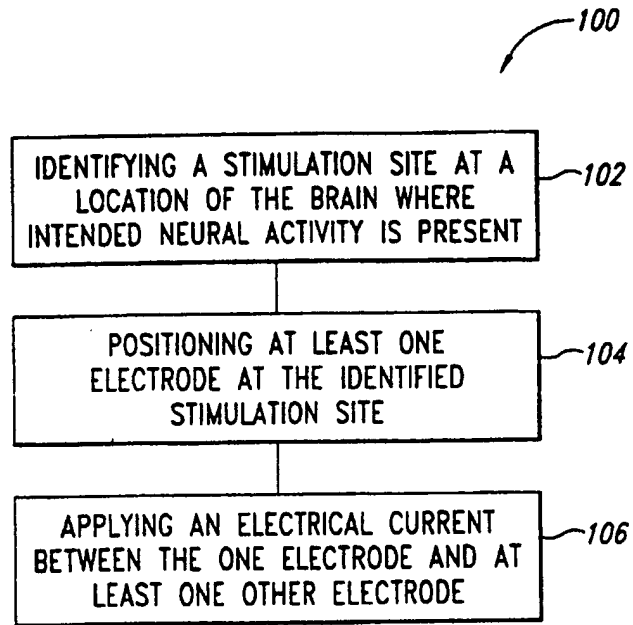 100
IDENTIFYING A STIMULATION SITE AT A
LOCATION OF THE BRAIN WHERE
INTENDED NEURAL ACTIVITY IS PRESENT
102
POSITIONING AT LEAST ONE
ELECTRODE AT THE IDENTIFIED
STIMULATION SITE
104
APPLYING AN ELECTRICAL CURRENT
BETWEEN THE ONE ELECTRODE AND AT
LEAST ONE OTHER ELECTRODE
106